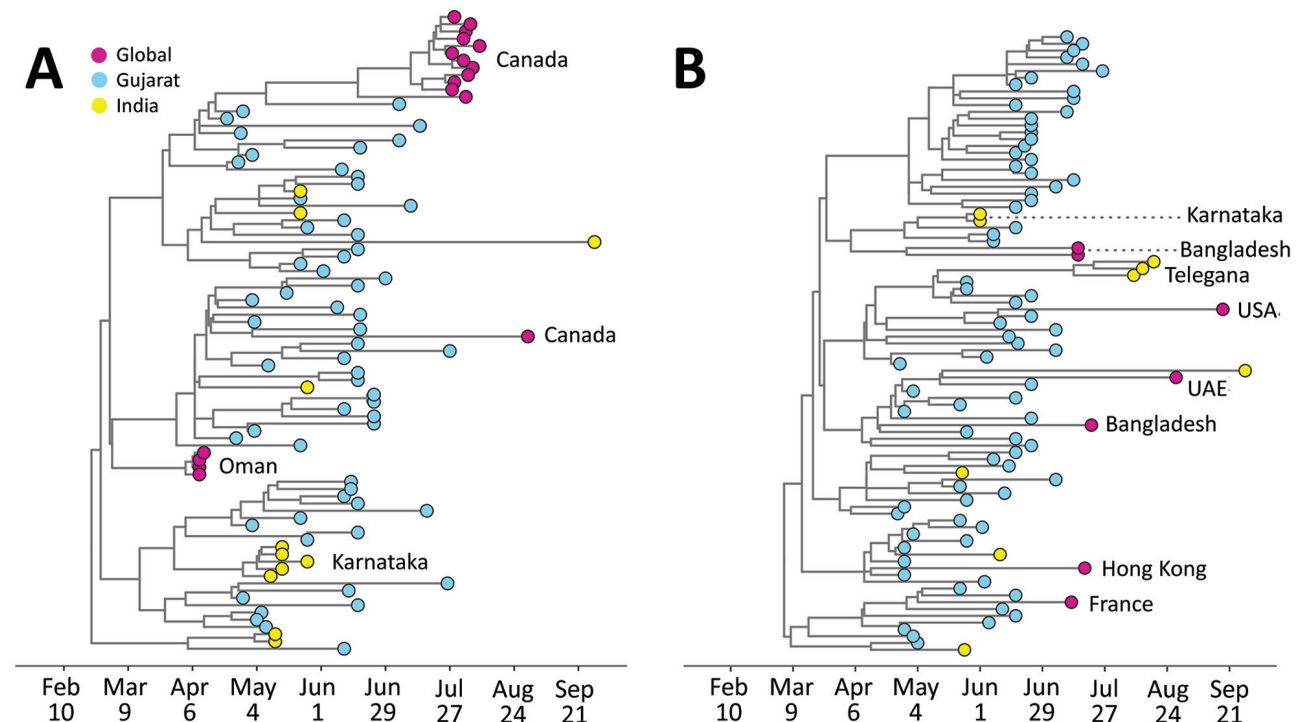 A
Global
Gujarat
India
Canada
Canada
Oman
Karnataka
Feb 10
Mar 9
Apr 6
May 4
Jun 1
Jun 29
Jul 27
Aug 24
Sep 21
B
Karnataka
Bangladesh
Telegana
USA
UAE
Bangladesh
Hong Kong
France
Feb 10
Mar 9
Apr 6
May 4
Jun 1
Jun 29
Jul 27
Aug 24
Sep 21